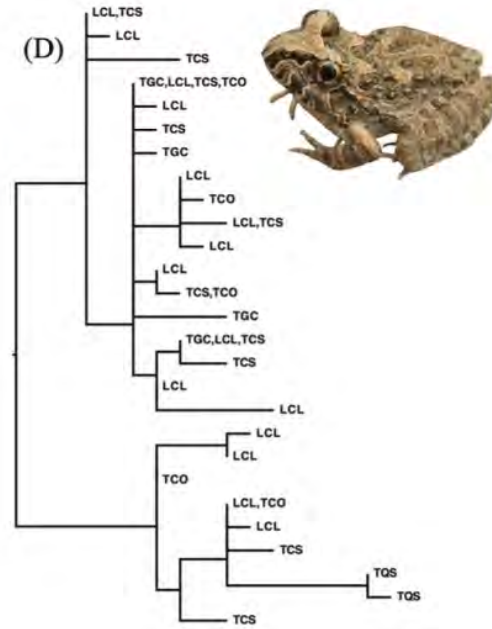 (D)
LCL,TCS
LCL
TCS
TGC,LCL,TCS,TCO
LCL
TCS
TGC
LCL
TCO
LCL,TCS
LCL
LCL
TCS,TCO
TGC
TGC,LCL,TCS
TCS
LCL
LCL
LCL
LCL
TCO
LCL,TCO
LCL
TCS
TQS
TQS
TCS